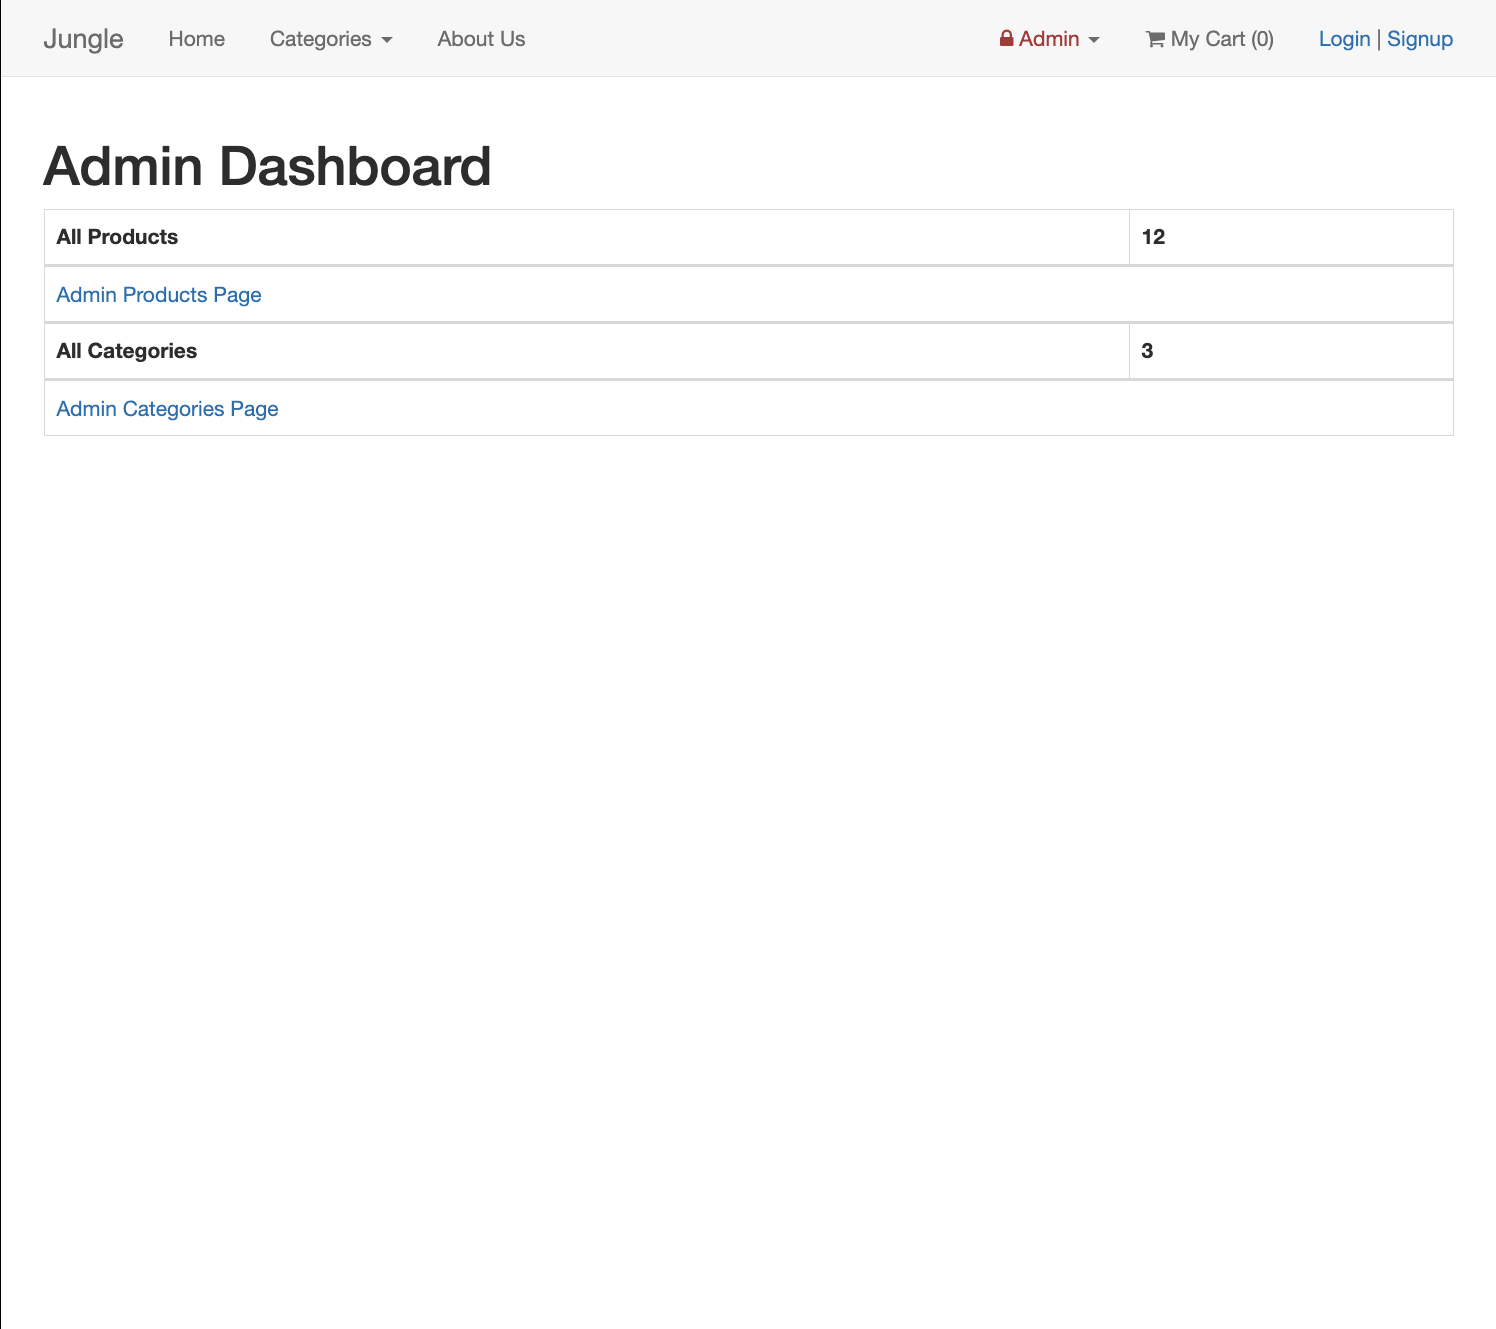 Jungle Home Categories About Us Admin My Cart (0) Login | Signup
Admin Dashboard
All Products 12
Admin Products Page
All Categories 3
Admin Categories Page